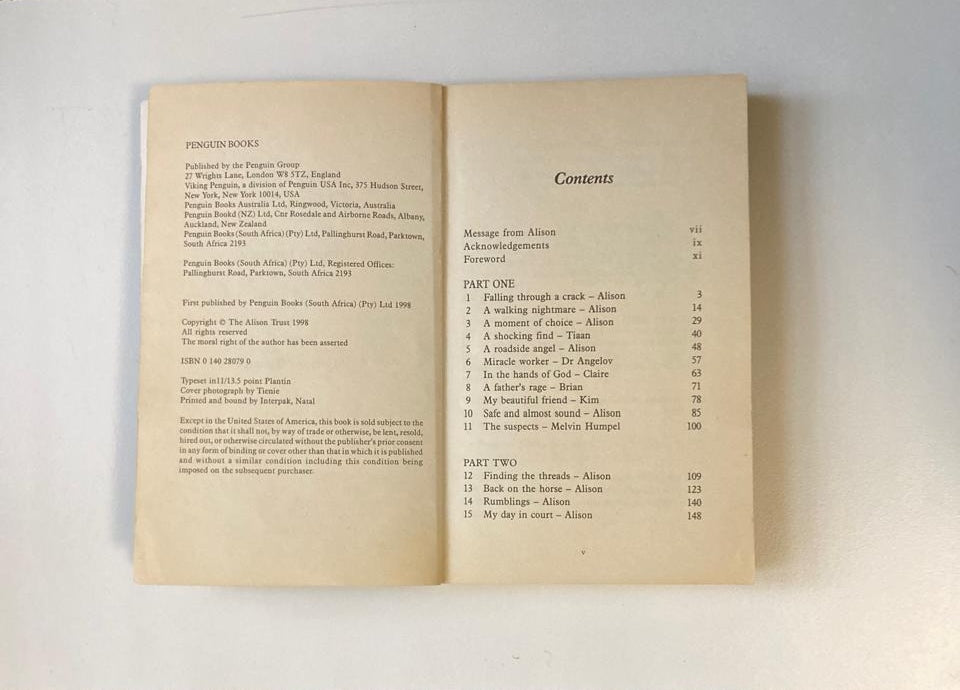 PENGUIN BOOKS
Published by the Penguin Group
27 Wrights Lane, London W8 5TZ, England
Viking Penguin, a division of Penguin USA Inc, 375 Hudson Street,
New York, New York 10014, USA
Penguin Books Australia Ltd, Ringwood, Victoria, Australia
Penguin Bookd (NZ) Ltd, Cnr Rosedale and Airborne Roads, Albany,
Auckland, New Zealand
Penguin Books (South Africa) (Pty) Ltd, Pallinghurst Road, Parktown,
South Africa 2193
Penguin Books (South Africa) (Pty) Ltd, Registered Offices:
Pallinghurst Road, Parktown, South Africa 2193
First published by Penguin Books (South Africa) (Pty) Ltd 1998
Copyright © The Alison Trust 1998
All rights reserved
The moral right of the author has been asserted
ISBN 0 140 28079 0
Typeset in11/13.5 point Plantin
Cover photograph by Tienie
Printed and bound by Interpak, Natal
Except in the United States of America, this book is sold subject to the
condition that it shall not, by way of trade or otherwise, be lent, resold,
hired out, or otherwise circulated without the publisher's prior consent
in any form of binding or cover other than that in which it is published
and without a similar condition including this condition being
imposed on the subsequent purchaser.
Contents
Message from Alison vii
Acknowledgements ix
Foreword xi
PART ONE
1 Falling through a crack – Alison 3
2 A walking nightmare – Alison 14
3 A moment of choice – Alison 29
4 A shocking find – Tiaan 40
5 A roadside angel – Alison 48
6 Miracle worker – Dr Angelov 57
7 In the hands of God – Claire 63
8 A father's rage – Brian 71
9 My beautiful friend – Kim 78
10 Safe and almost sound – Alison 85
11 The suspects – Melvin Humpel 100
PART TWO
12 Finding the threads – Alison 109
13 Back on the horse – Alison 123
14 Rumblings – Alison 140
15 My day in court – Alison 148
v